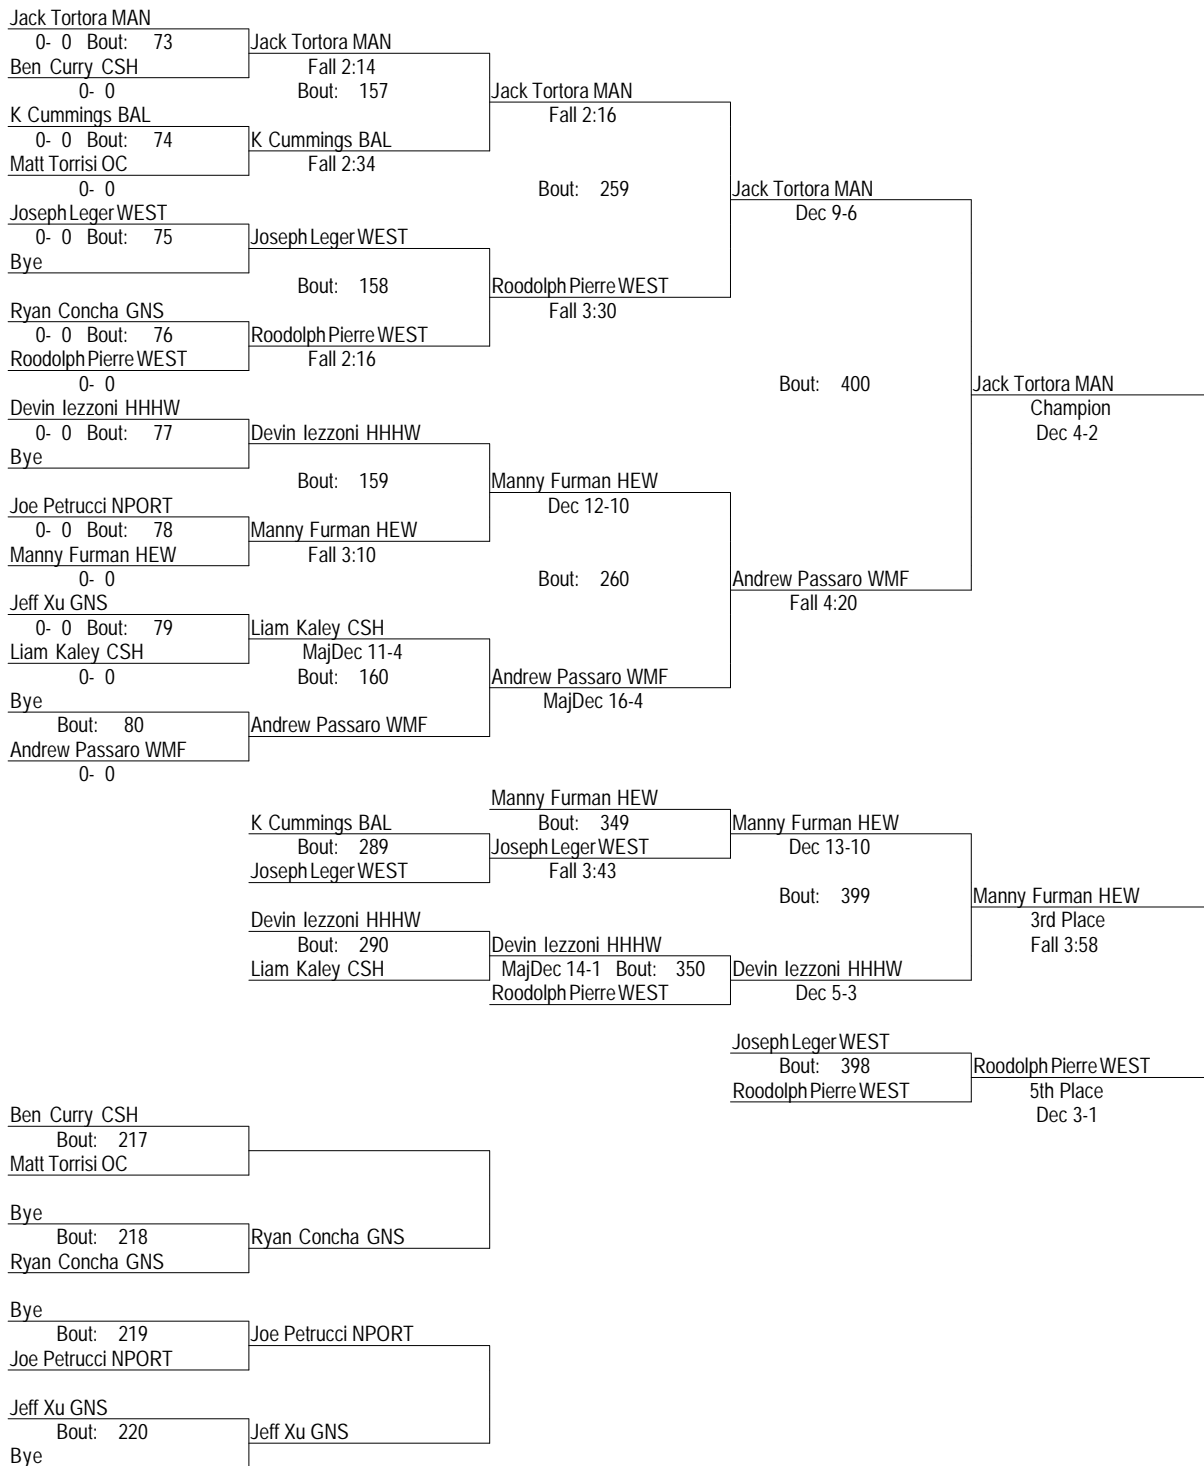 Jack Tortora MAN
0- 0 Bout: 73 Jack Tortora MAN
Ben Curry CSH Fall 2:14
0- 0 Bout: 157 Jack Tortora MAN
K Cummings BAL Fall 2:16
0- 0 Bout: 74 K Cummings BAL
Matt Torrisi OC Fall 2:34
0- 0 Bout: 259 Jack Tortora MAN
Joseph Leger WEST Dec 9-6
0- 0 Bout: 75 Joseph Leger WEST
Bye
Bout: 158 Roodolph Pierre WEST
Ryan Concha GNS Fall 3:30
0- 0 Bout: 76 Roodolph Pierre WEST
Roodolph Pierre WEST Fall 2:16
0- 0 Bout: 400 Jack Tortora MAN
Devin Iezzoni HHHW Champion
0- 0 Bout: 77 Devin Iezzoni HHHW Dec 4-2
Bye
Bout: 159 Manny Furman HEW
Joe Petrucci NPORT Dec 12-10
0- 0 Bout: 78 Manny Furman HEW
Manny Furman HEW Fall 3:10
0- 0 Bout: 260 Andrew Passaro WMF
Jeff Xu GNS Fall 4:20
0- 0 Bout: 79 Liam Kaley CSH
Liam Kaley CSH MajDec 11-4
0- 0 Bout: 160 Andrew Passaro WMF
Bye MajDec 16-4
Bout: 80 Andrew Passaro WMF
Andrew Passaro WMF
0- 0
Manny Furman HEW
K Cummings BAL Bout: 349 Manny Furman HEW
Bout: 289 Joseph Leger WEST Dec 13-10
Joseph Leger WEST Fall 3:43
Bout: 399 Manny Furman HEW
Devin Iezzoni HHHW 3rd Place
Bout: 290 Devin Iezzoni HHHW Fall 3:58
Liam Kaley CSH MajDec 14-1 Bout: 350 Devin Iezzoni HHHW
Roodolph Pierre WEST Dec 5-3
Joseph Leger WEST
Bout: 398 Roodolph Pierre WEST
Roodolph Pierre WEST 5th Place
Ben Curry CSH Dec 3-1
Bout: 217
Matt Torrisi OC
Bye
Bout: 218 Ryan Concha GNS
Ryan Concha GNS
Bye
Bout: 219 Joe Petrucci NPORT
Joe Petrucci NPORT
Jeff Xu GNS
Bout: 220 Jeff Xu GNS
Bye